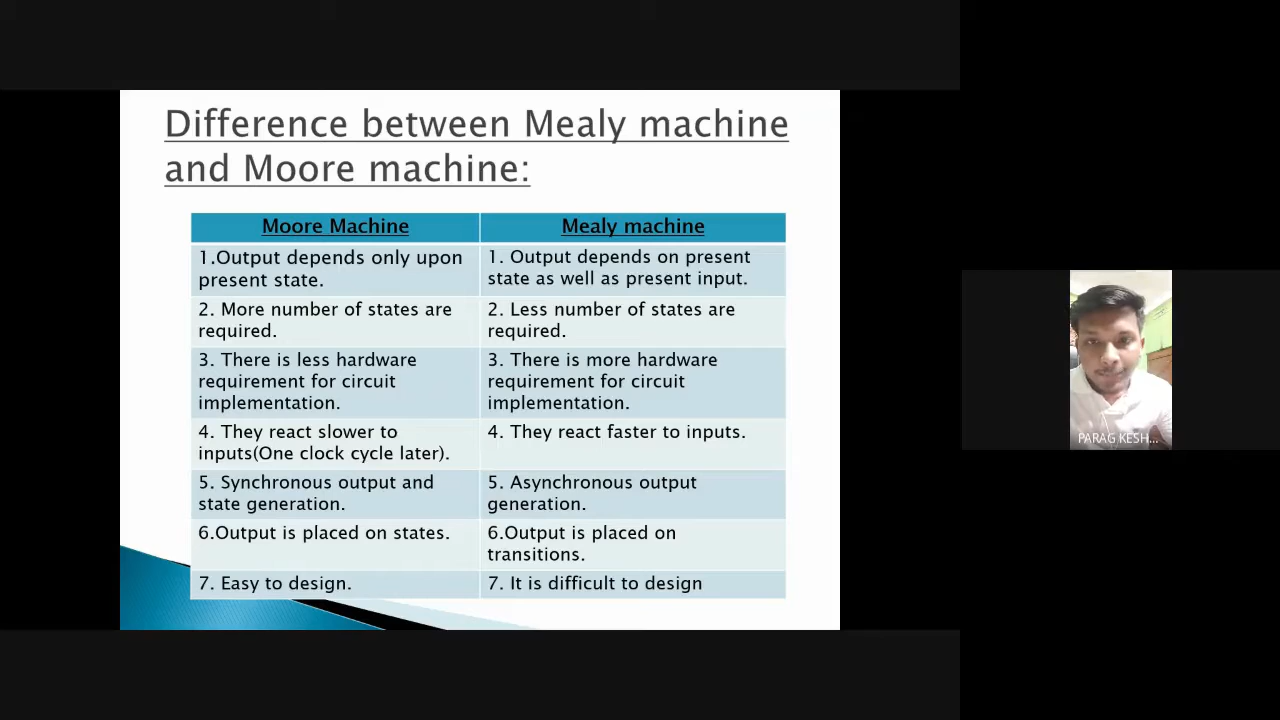 Difference between Mealy machine
and Moore machine:
Moore Machine
Mealy machine
1.Output depends only upon
present state.
1. Output depends on present
state as well as present input.
2. More number of states are
required.
2. Less number of states are
required.
3. There is less hardware
requirement for circuit
implementation.
3. There is more hardware
requirement for circuit
implementation.
4. They react slower to
inputs(One clock cycle later).
4. They react faster to inputs.
5. Synchronous output and
state generation.
5. Asynchronous output
generation.
6.Output is placed on states.
6.Output is placed on
transitions.
7. Easy to design.
7. It is difficult to design
PARAG KESH...